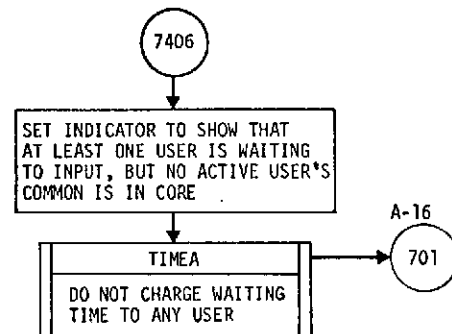 7406
SET INDICATOR TO SHOW THAT
AT LEAST ONE USER IS WAITING
TO INPUT, BUT NO ACTIVE USER'S
COMMON IS IN CORE
A-16
TIMEA
701
DO NOT CHARGE WAITING
TIME TO ANY USER